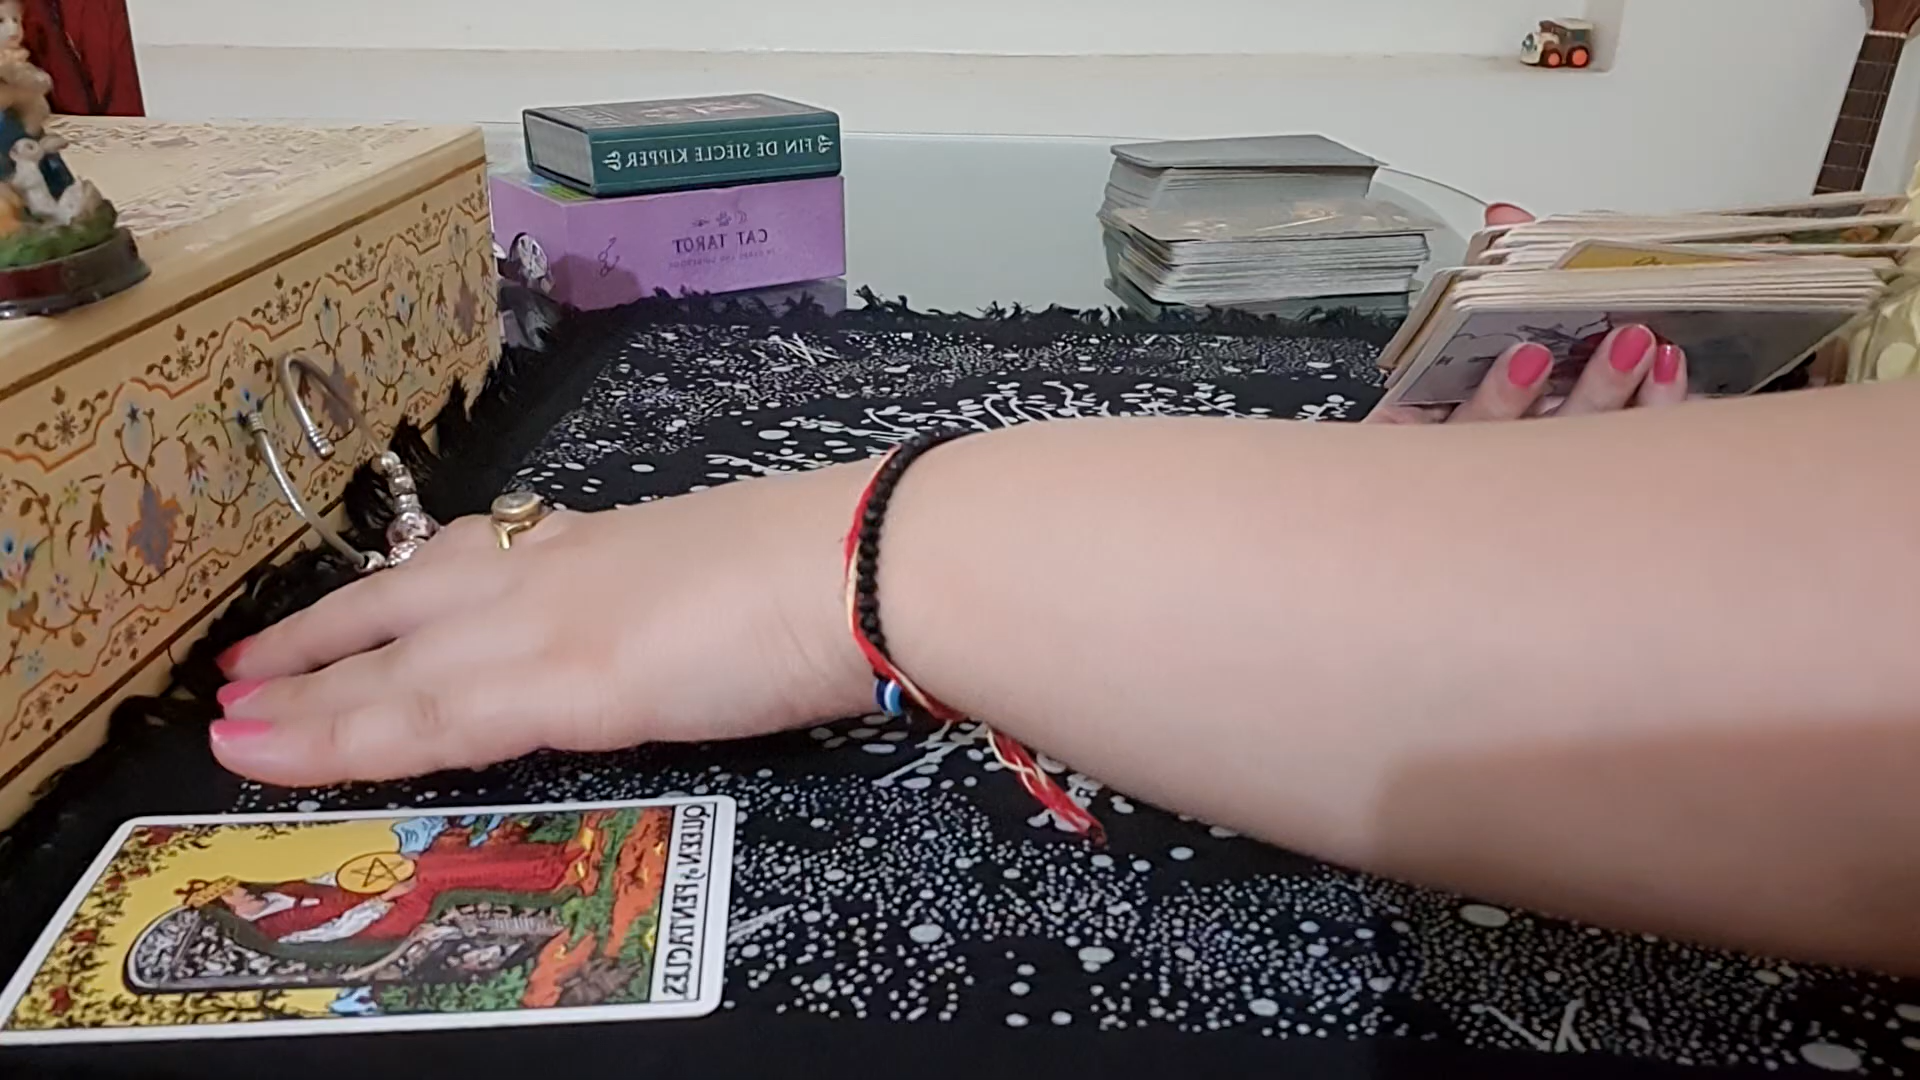 FIN DE SIECLE KIPPER
CAT TAROT
QUEEN of PENTACLES